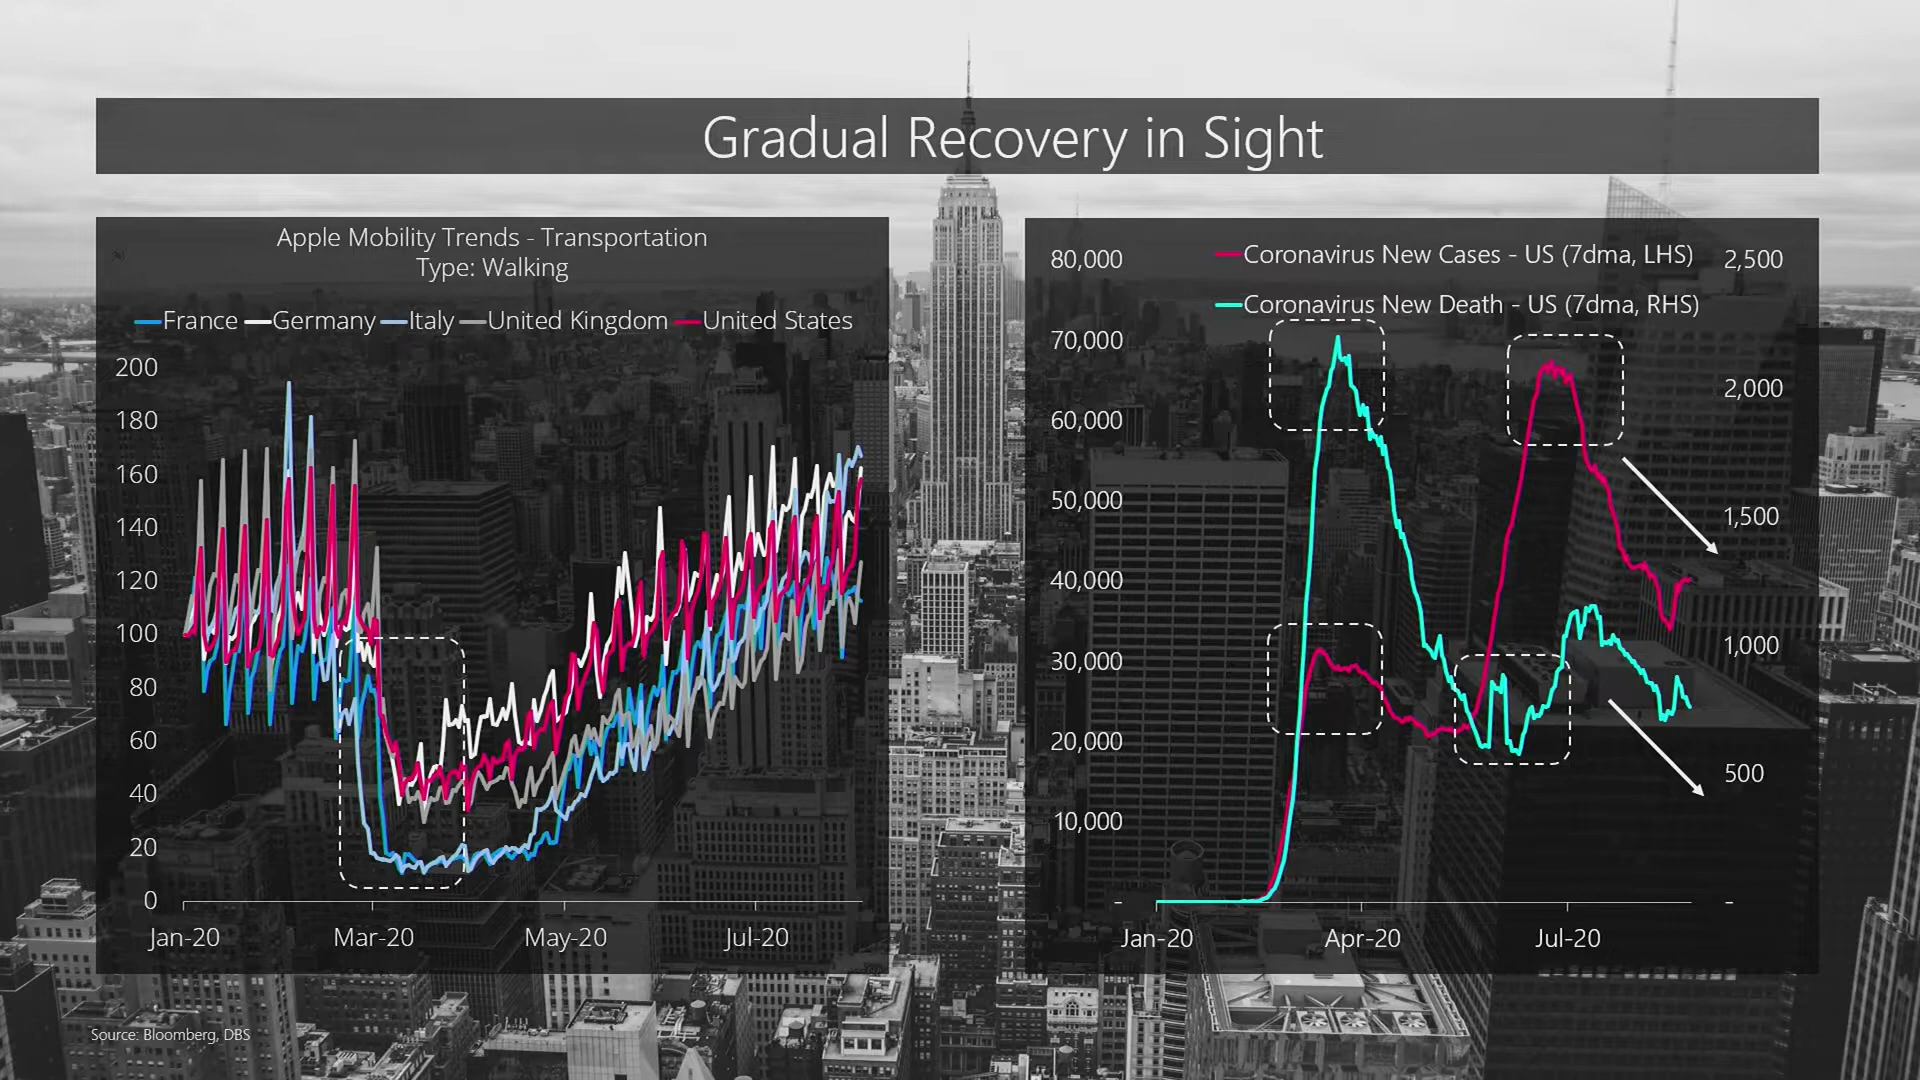 Gradual Recovery in Sight
Apple Mobility Trends - Transportation
Type: Walking
France Germany Italy United Kingdom United States
200
180
160
140
120
100
80
60
40
20
0
Jan-20 Mar-20 May-20 Jul-20
Coronavirus New Cases - US (7dma, LHS)
Coronavirus New Death - US (7dma, RHS)
80,000
70,000
60,000
50,000
40,000
30,000
20,000
10,000
-
2,500
2,000
1,500
1,000
500
-
Jan-20 Apr-20 Jul-20
Source: Bloomberg, DBS